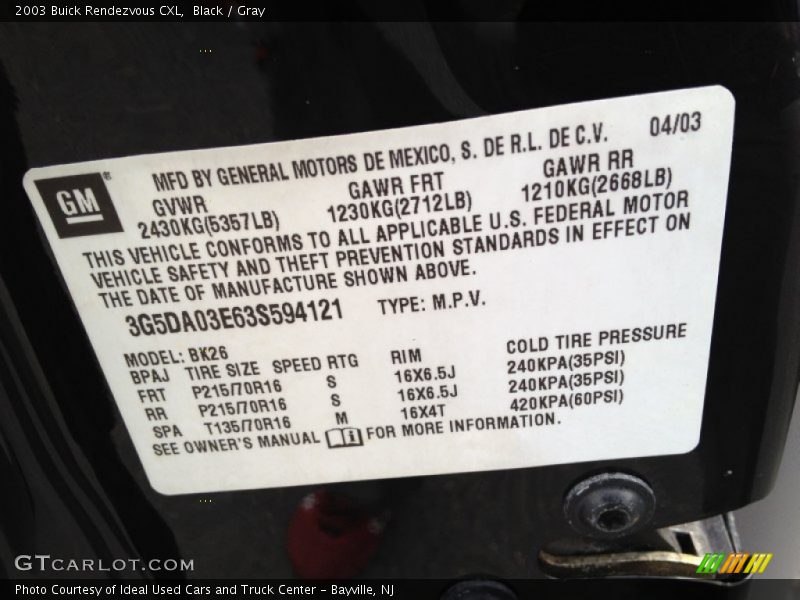 2003 Buick Rendezvous CXL, Black / Gray
MFD BY GENERAL MOTORS DE MEXICO, S. DE R.L. DE C.V. 04/03
GM®
GVWR GAWR FRT GAWR RR
2430KG(5357LB) 1230KG(2712LB) 1210KG(2668LB)
THIS VEHICLE CONFORMS TO ALL APPLICABLE U.S. FEDERAL MOTOR
VEHICLE SAFETY AND THEFT PREVENTION STANDARDS IN EFFECT ON
THE DATE OF MANUFACTURE SHOWN ABOVE.
3G5DA03E63S594121 TYPE: M.P.V.
MODEL: BK26
BPAJ TIRE SIZE SPEED RTG RIM COLD TIRE PRESSURE
FRT P215/70R16 S 16X6.5J 240KPA(35PSI)
RR P215/70R16 S 16X6.5J 240KPA(35PSI)
SPA T135/70R16 M 16X4T 420KPA(60PSI)
SEE OWNER'S MANUAL FOR MORE INFORMATION.
GTCARLOT.COM
Photo Courtesy of Ideal Used Cars and Truck Center - Bayville, NJ